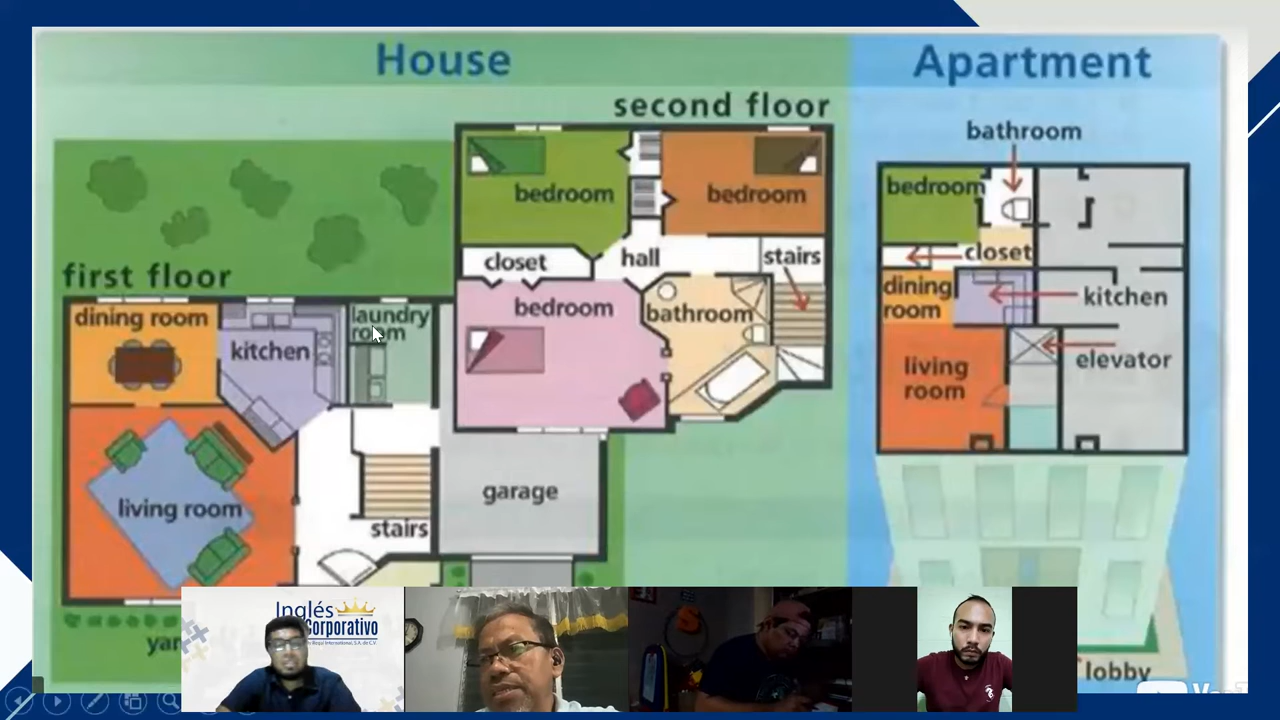 House
Apartment
second floor
bathroom
bedroom
bedroom
bedroom
closet
hall
stairs
closet
first floor
dining room
kitchen
laundry
room
bedroom
bathroom
dining
room
kitchen
living
room
elevator
living room
garage
stairs
Inglés
Corporativo
lobby